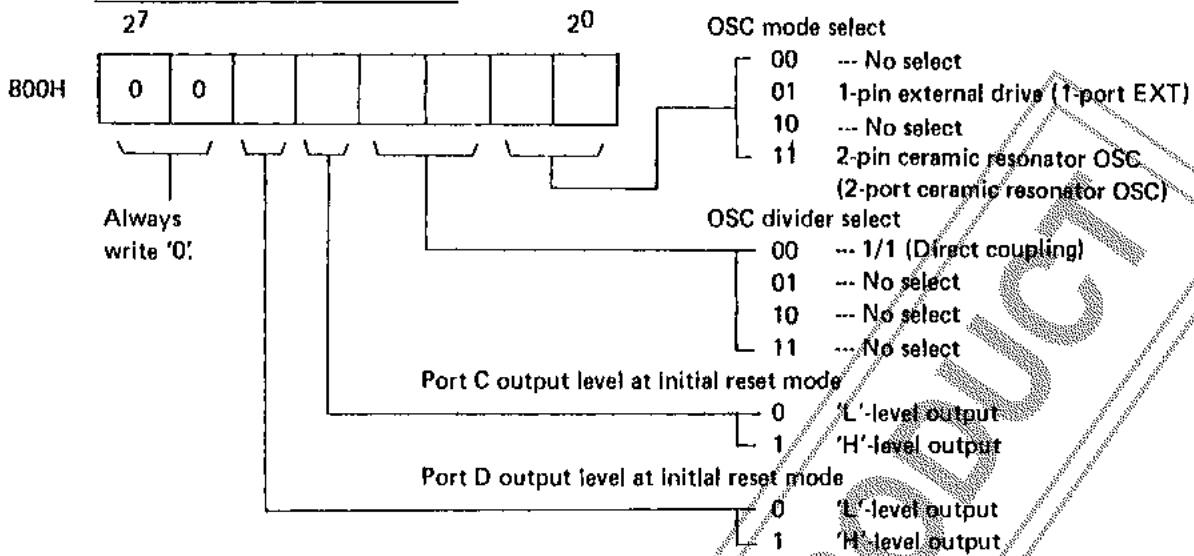 2⁷ 2⁰
800H 0 0
Always
write '0'.
OSC mode select
00 --- No select
01 1-pin external drive (1-port EXT)
10 --- No select
11 2-pin ceramic resonator OSC
(2-port ceramic resonator OSC)
OSC divider select
00 --- 1/1 (Direct coupling)
01 --- No select
10 --- No select
11 --- No select
Port C output level at initial reset mode
0 'L'-level output
1 'H'-level output
Port D output level at initial reset mode
0 'L'-level output
1 'H'-level output